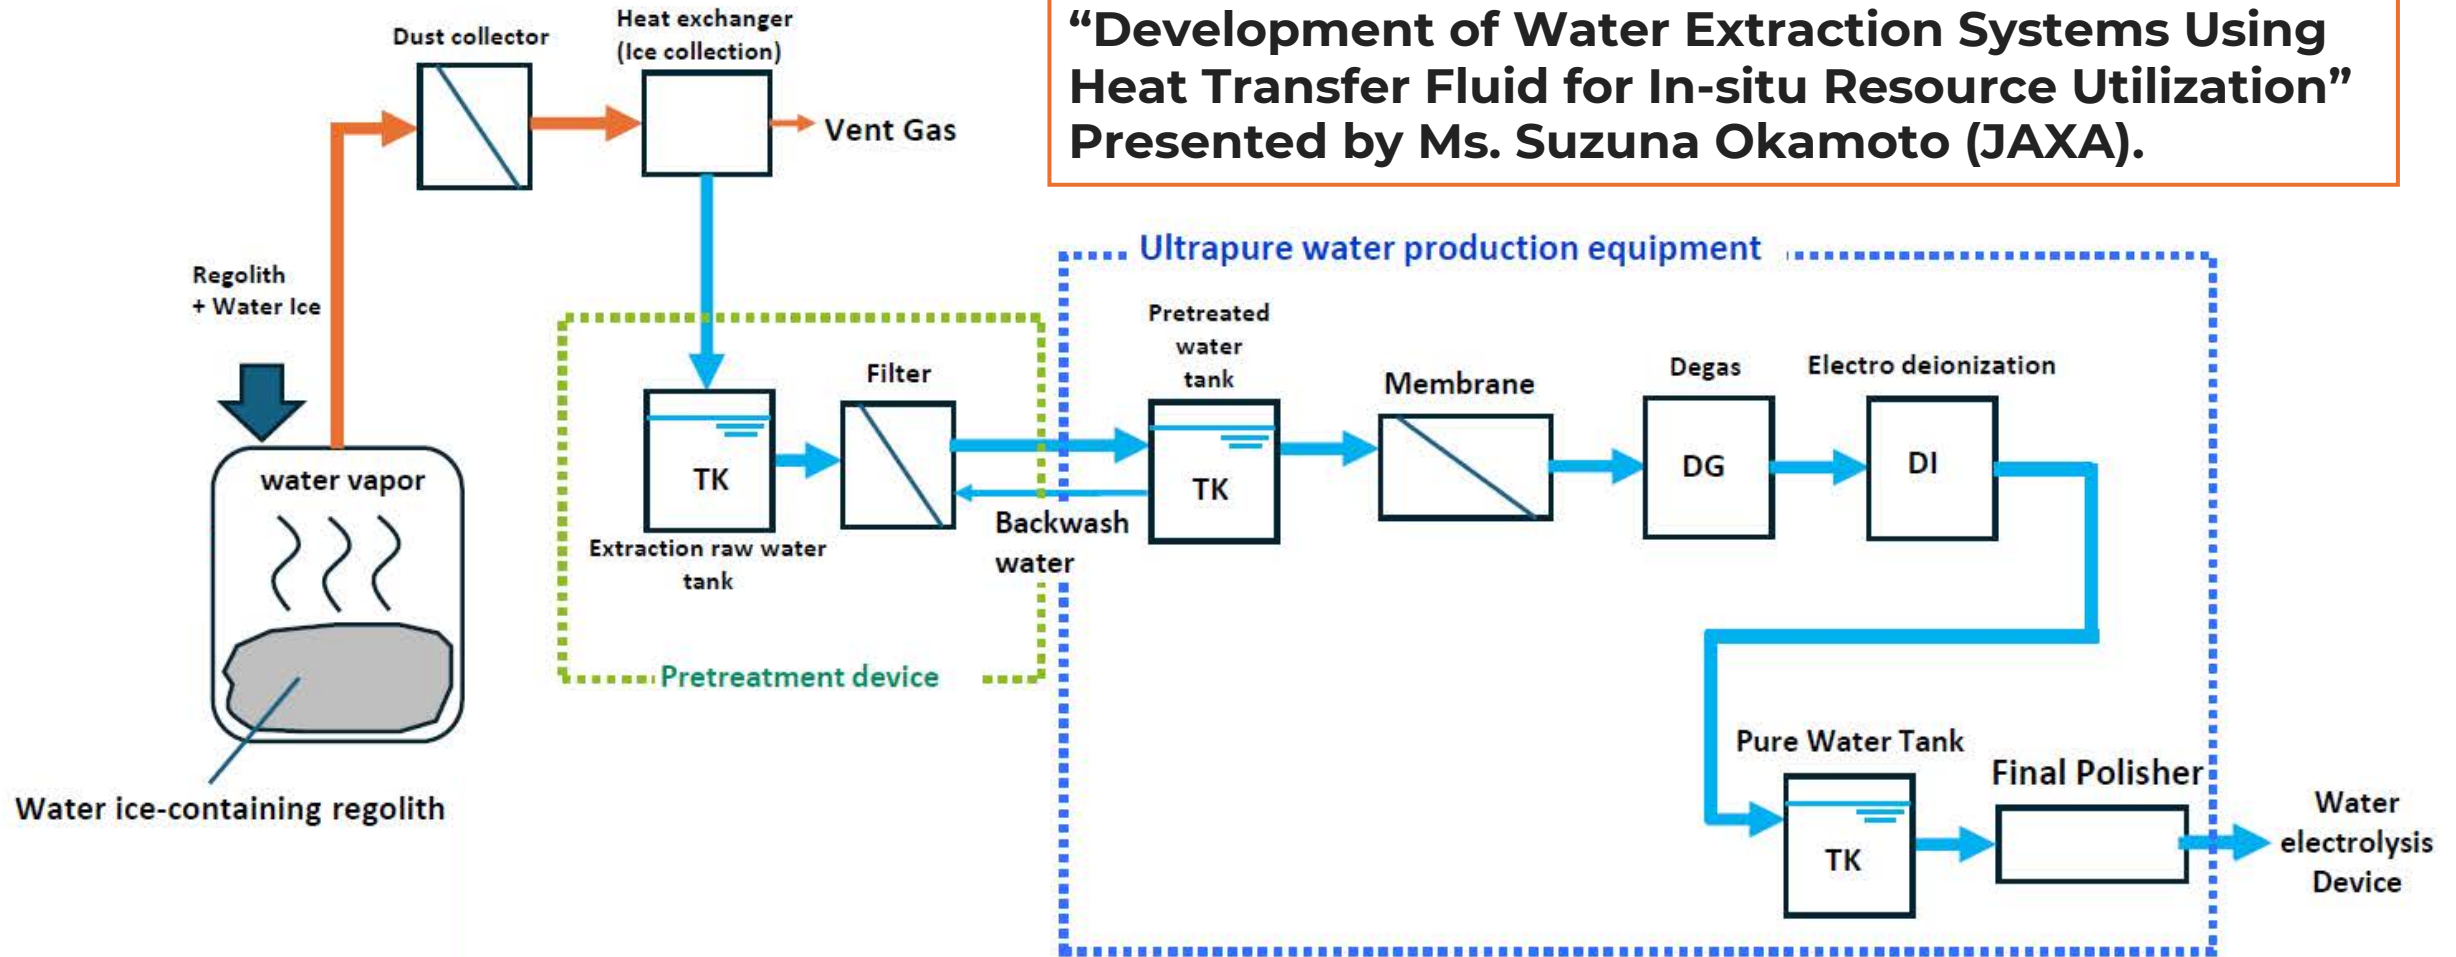 “Development of Water Extraction Systems Using
Heat Transfer Fluid for In-situ Resource Utilization”
Presented by Ms. Suzuna Okamoto (JAXA).
Dust collector
Heat exchanger
(Ice collection)
Vent Gas
Regolith
+ Water Ice
water vapor
Water ice-containing regolith
Extraction raw water
tank
TK
Filter
Backwash
water
Pretreatment device
Ultrapure water production equipment
Pretreated
water
tank
TK
Membrane
Degas
DG
Electro deionization
DI
Pure Water Tank
TK
Final Polisher
Water
electrolysis
Device